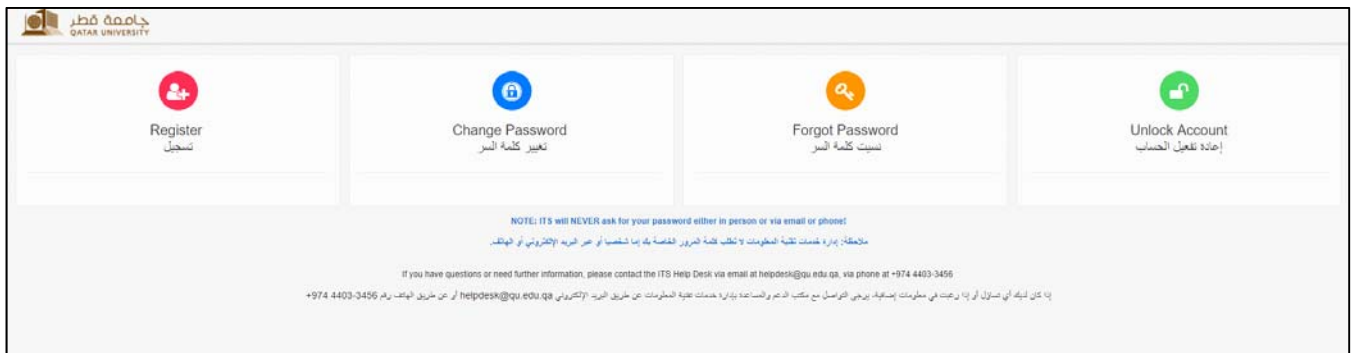 جامعة قطر
QATAR UNIVERSITY
Register
تسجيل
Change Password
تغيير كلمة السر
Forgot Password
نسيت كلمة السر
Unlock Account
إعادة تفعيل الحساب
NOTE: ITS will NEVER ask for your password either in person or via email or phone!
ملاحظة: إدارة خدمات تقنية المعلومات لا تطلب كلمة المرور الخاصة بك إما شخصيا أو عبر البريد الإلكتروني أو الهاتف.
If you have questions or need further information, please contact the ITS Help Desk via email at helpdesk@qu.edu.qa, via phone at +974 4403-3456
إذا كان لديك أي تساؤل أو إذا رغبت في معلومات إضافية، يرجى التواصل مع مكتب الدعم والمساعدة بإدارة خدمات تقنية المعلومات عن طريق البريد الإلكتروني helpdesk@qu.edu.qa أو عن طريق الهاتف رقم 3456-4403 974+